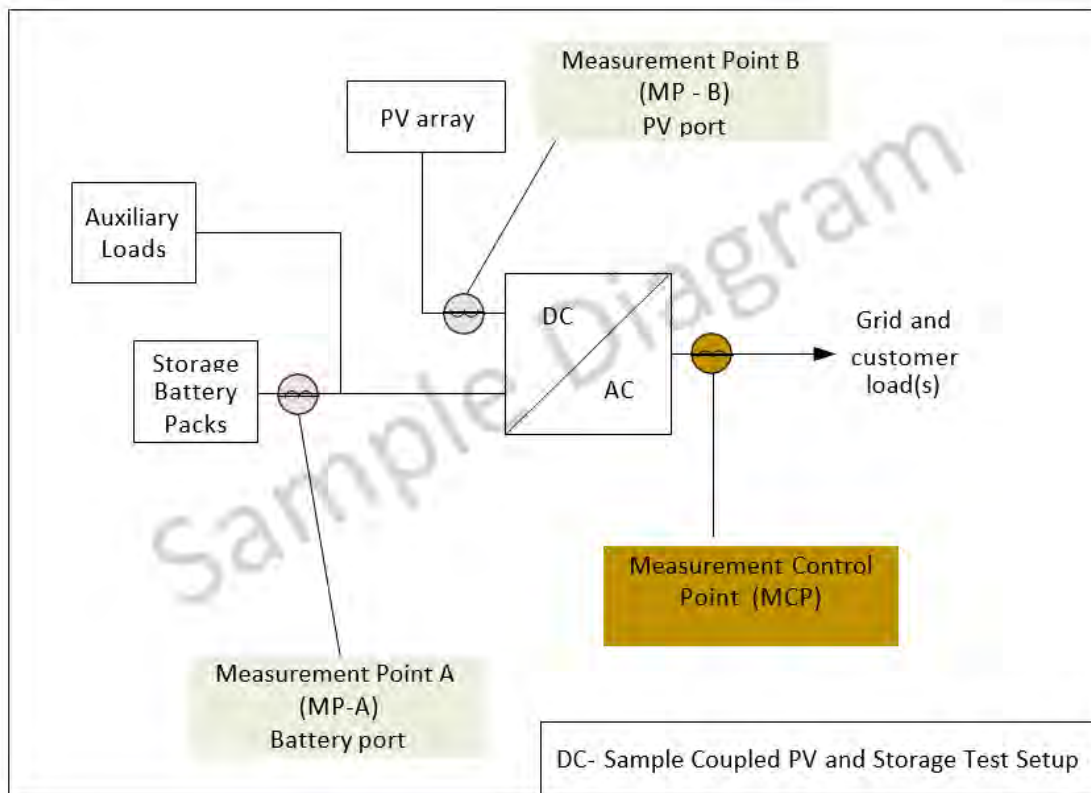 Measurement Point B
(MP - B)
PV port
PV array
Auxiliary
Loads
DC
AC
Grid and
customer
load(s)
Storage
Battery
Packs
Sample Diagram
Measurement Control
Point (MCP)
Measurement Point A
(MP-A)
Battery port
DC- Sample Coupled PV and Storage Test Setup